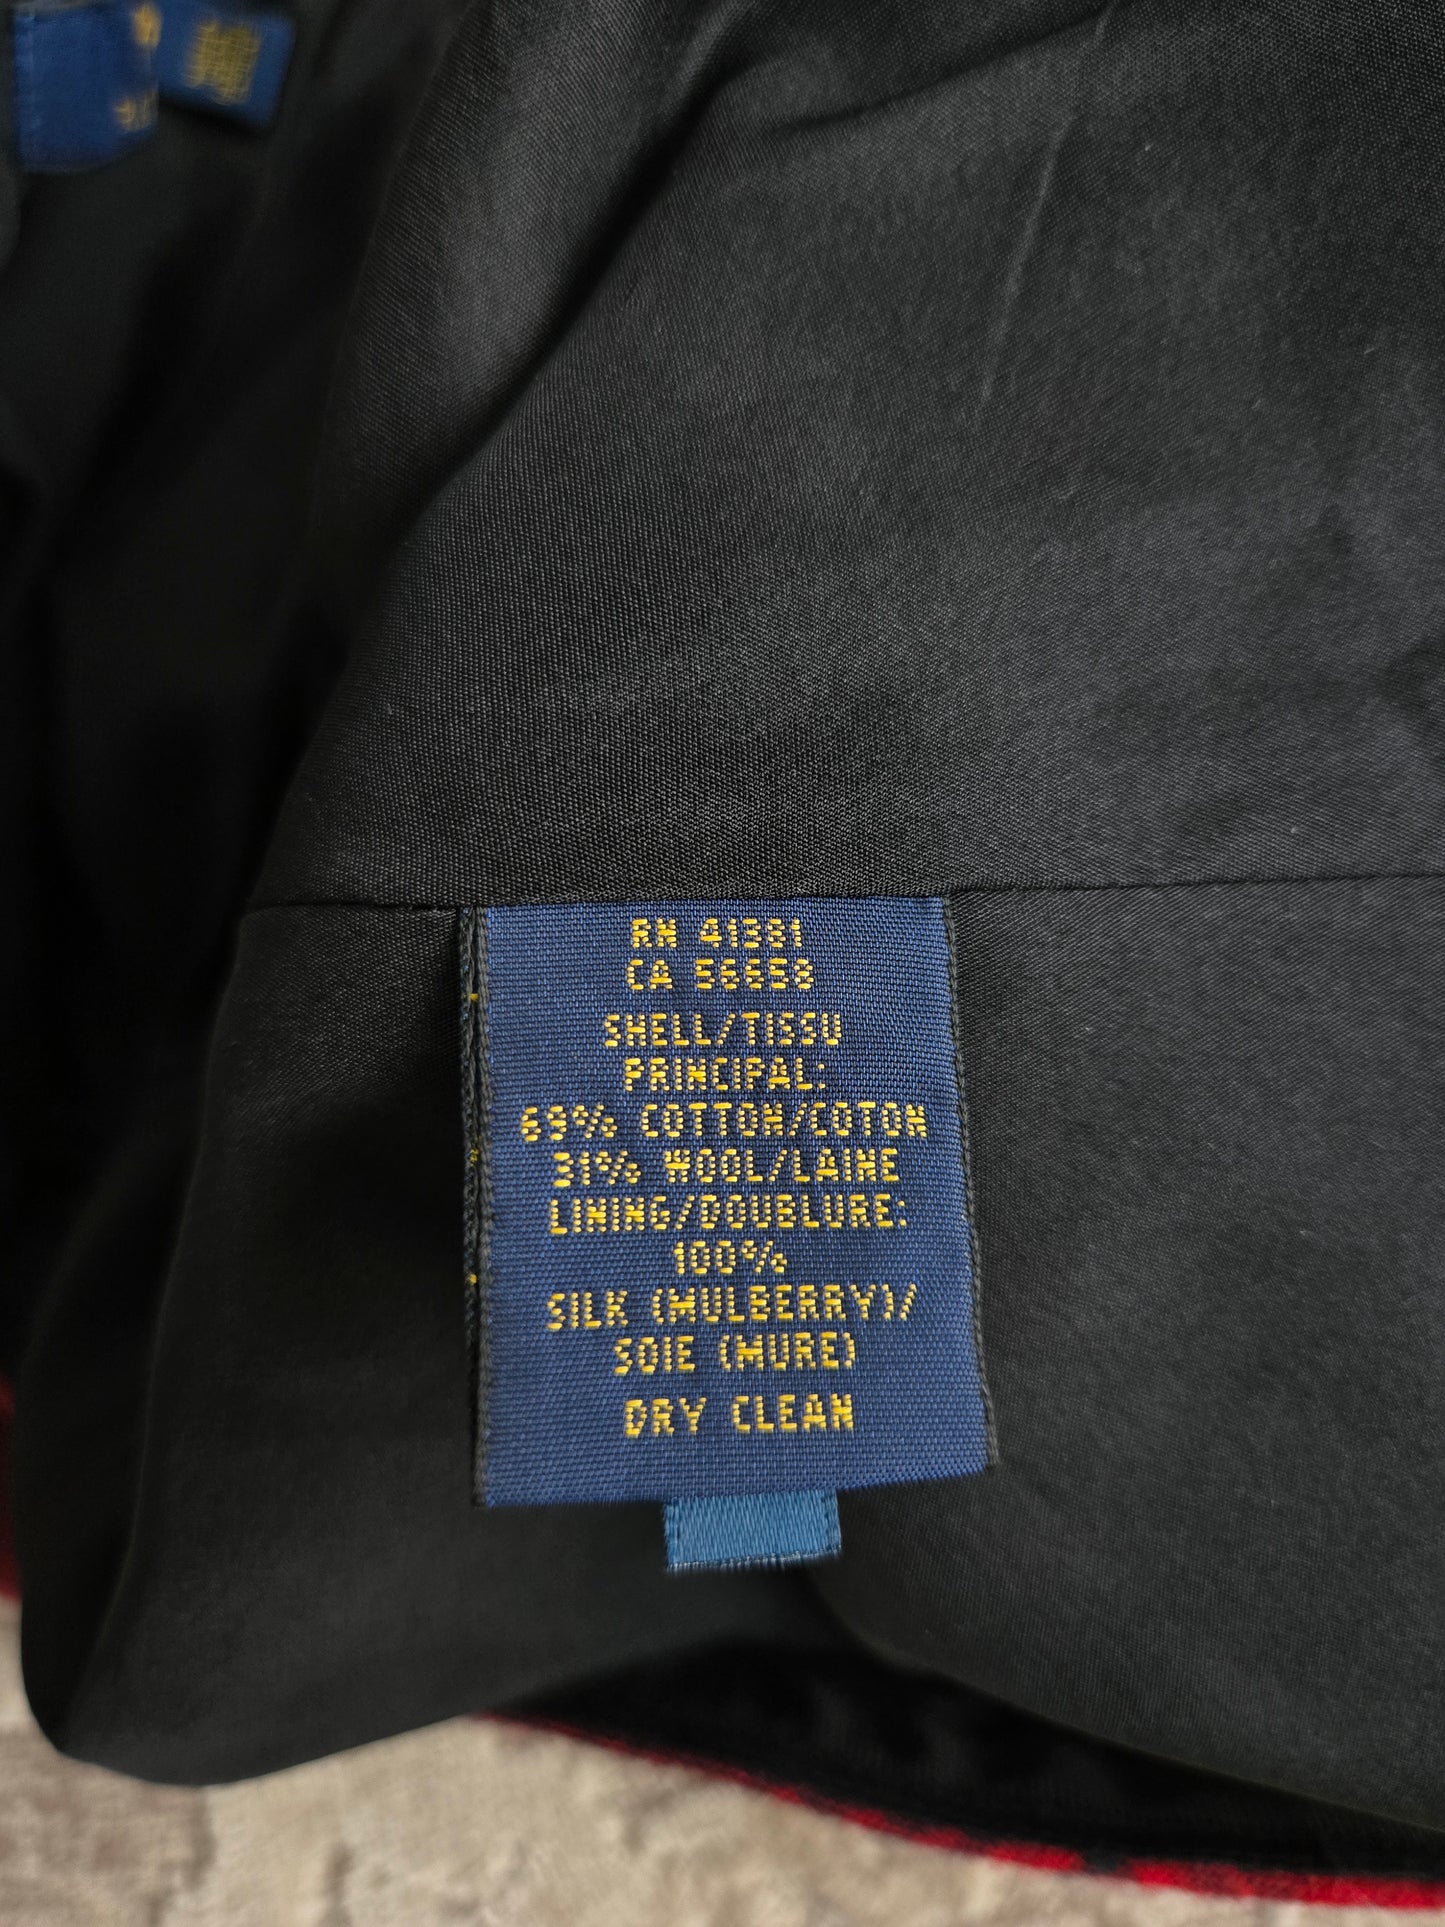 RN 41381
CA 56658
SHELL/TISSU
PRINCIPAL:
69% COTTON/COTON
31% WOOL/LAINE
LINING/DOUBLURE:
100%
SILK (MULBERRY)/
SOIE (MURE)
DRY CLEAN